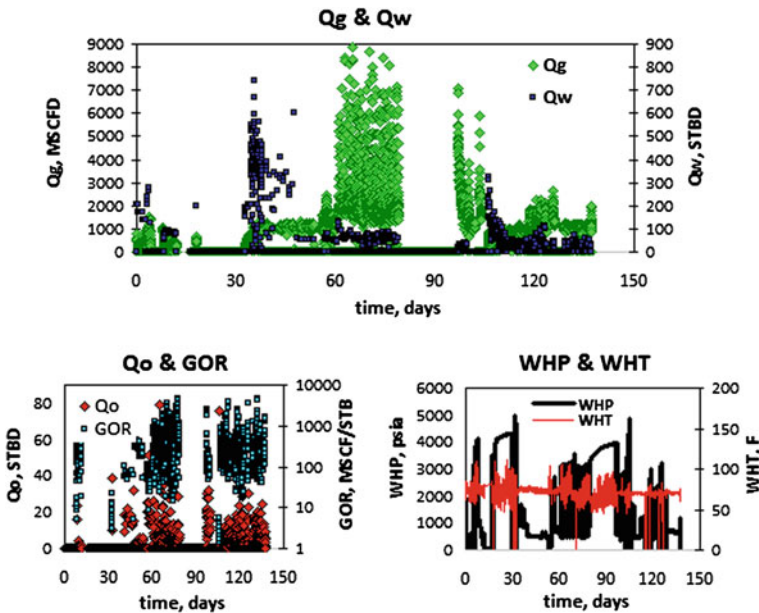 Qg & Qw
Qg, MSCFD
9000
8000
7000
6000
5000
4000
3000
2000
1000
0
Qg
Qw
900
800
700
600
500
400
300
200
100
0
Qw, STBD
0 30 60 90 120 150
time, days
Qo & GOR
Qo, STBD
80
60
40
20
0
Qo
GOR
10000
1000
100
10
1
GOR, MSCF/STB
0 30 60 90 120 150
time, days
WHP & WHT
WHP, psia
6000
5000
4000
3000
2000
1000
0
WHP
WHT
200
150
100
50
0
WHT, F
0 30 60 90 120 150
time, days